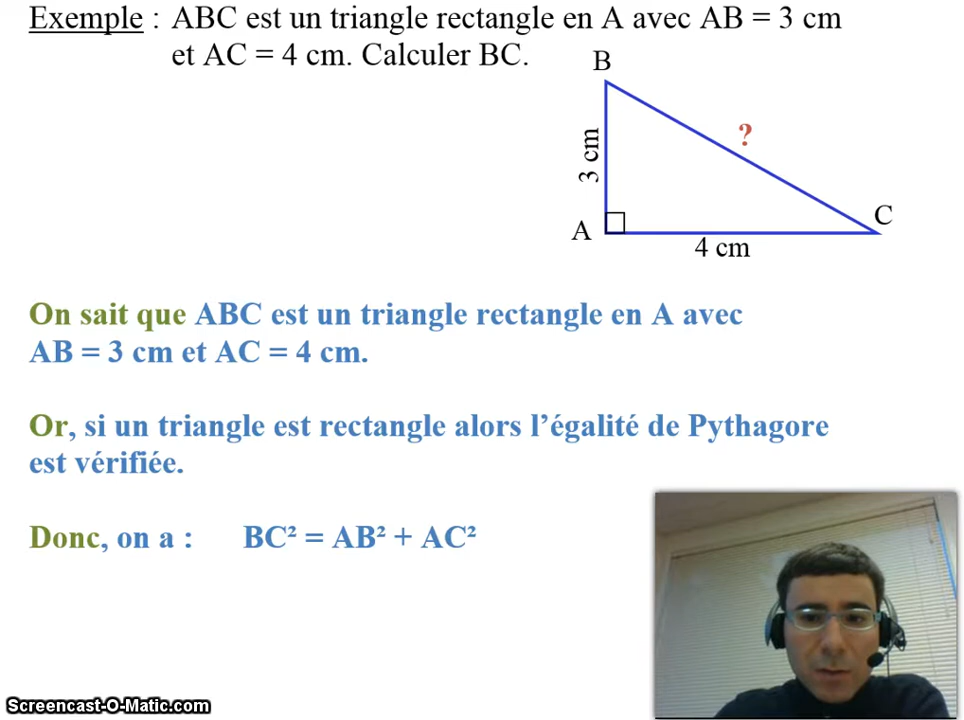 Exemple : ABC est un triangle rectangle en A avec AB = 3 cm
et AC = 4 cm. Calculer BC.
B
?
3 cm
A
C
4 cm
On sait que ABC est un triangle rectangle en A avec
AB = 3 cm et AC = 4 cm.
Or, si un triangle est rectangle alors l’égalité de Pythagore
est vérifiée.
Donc, on a : BC² = AB² + AC²
Screencast-O-Matic.com